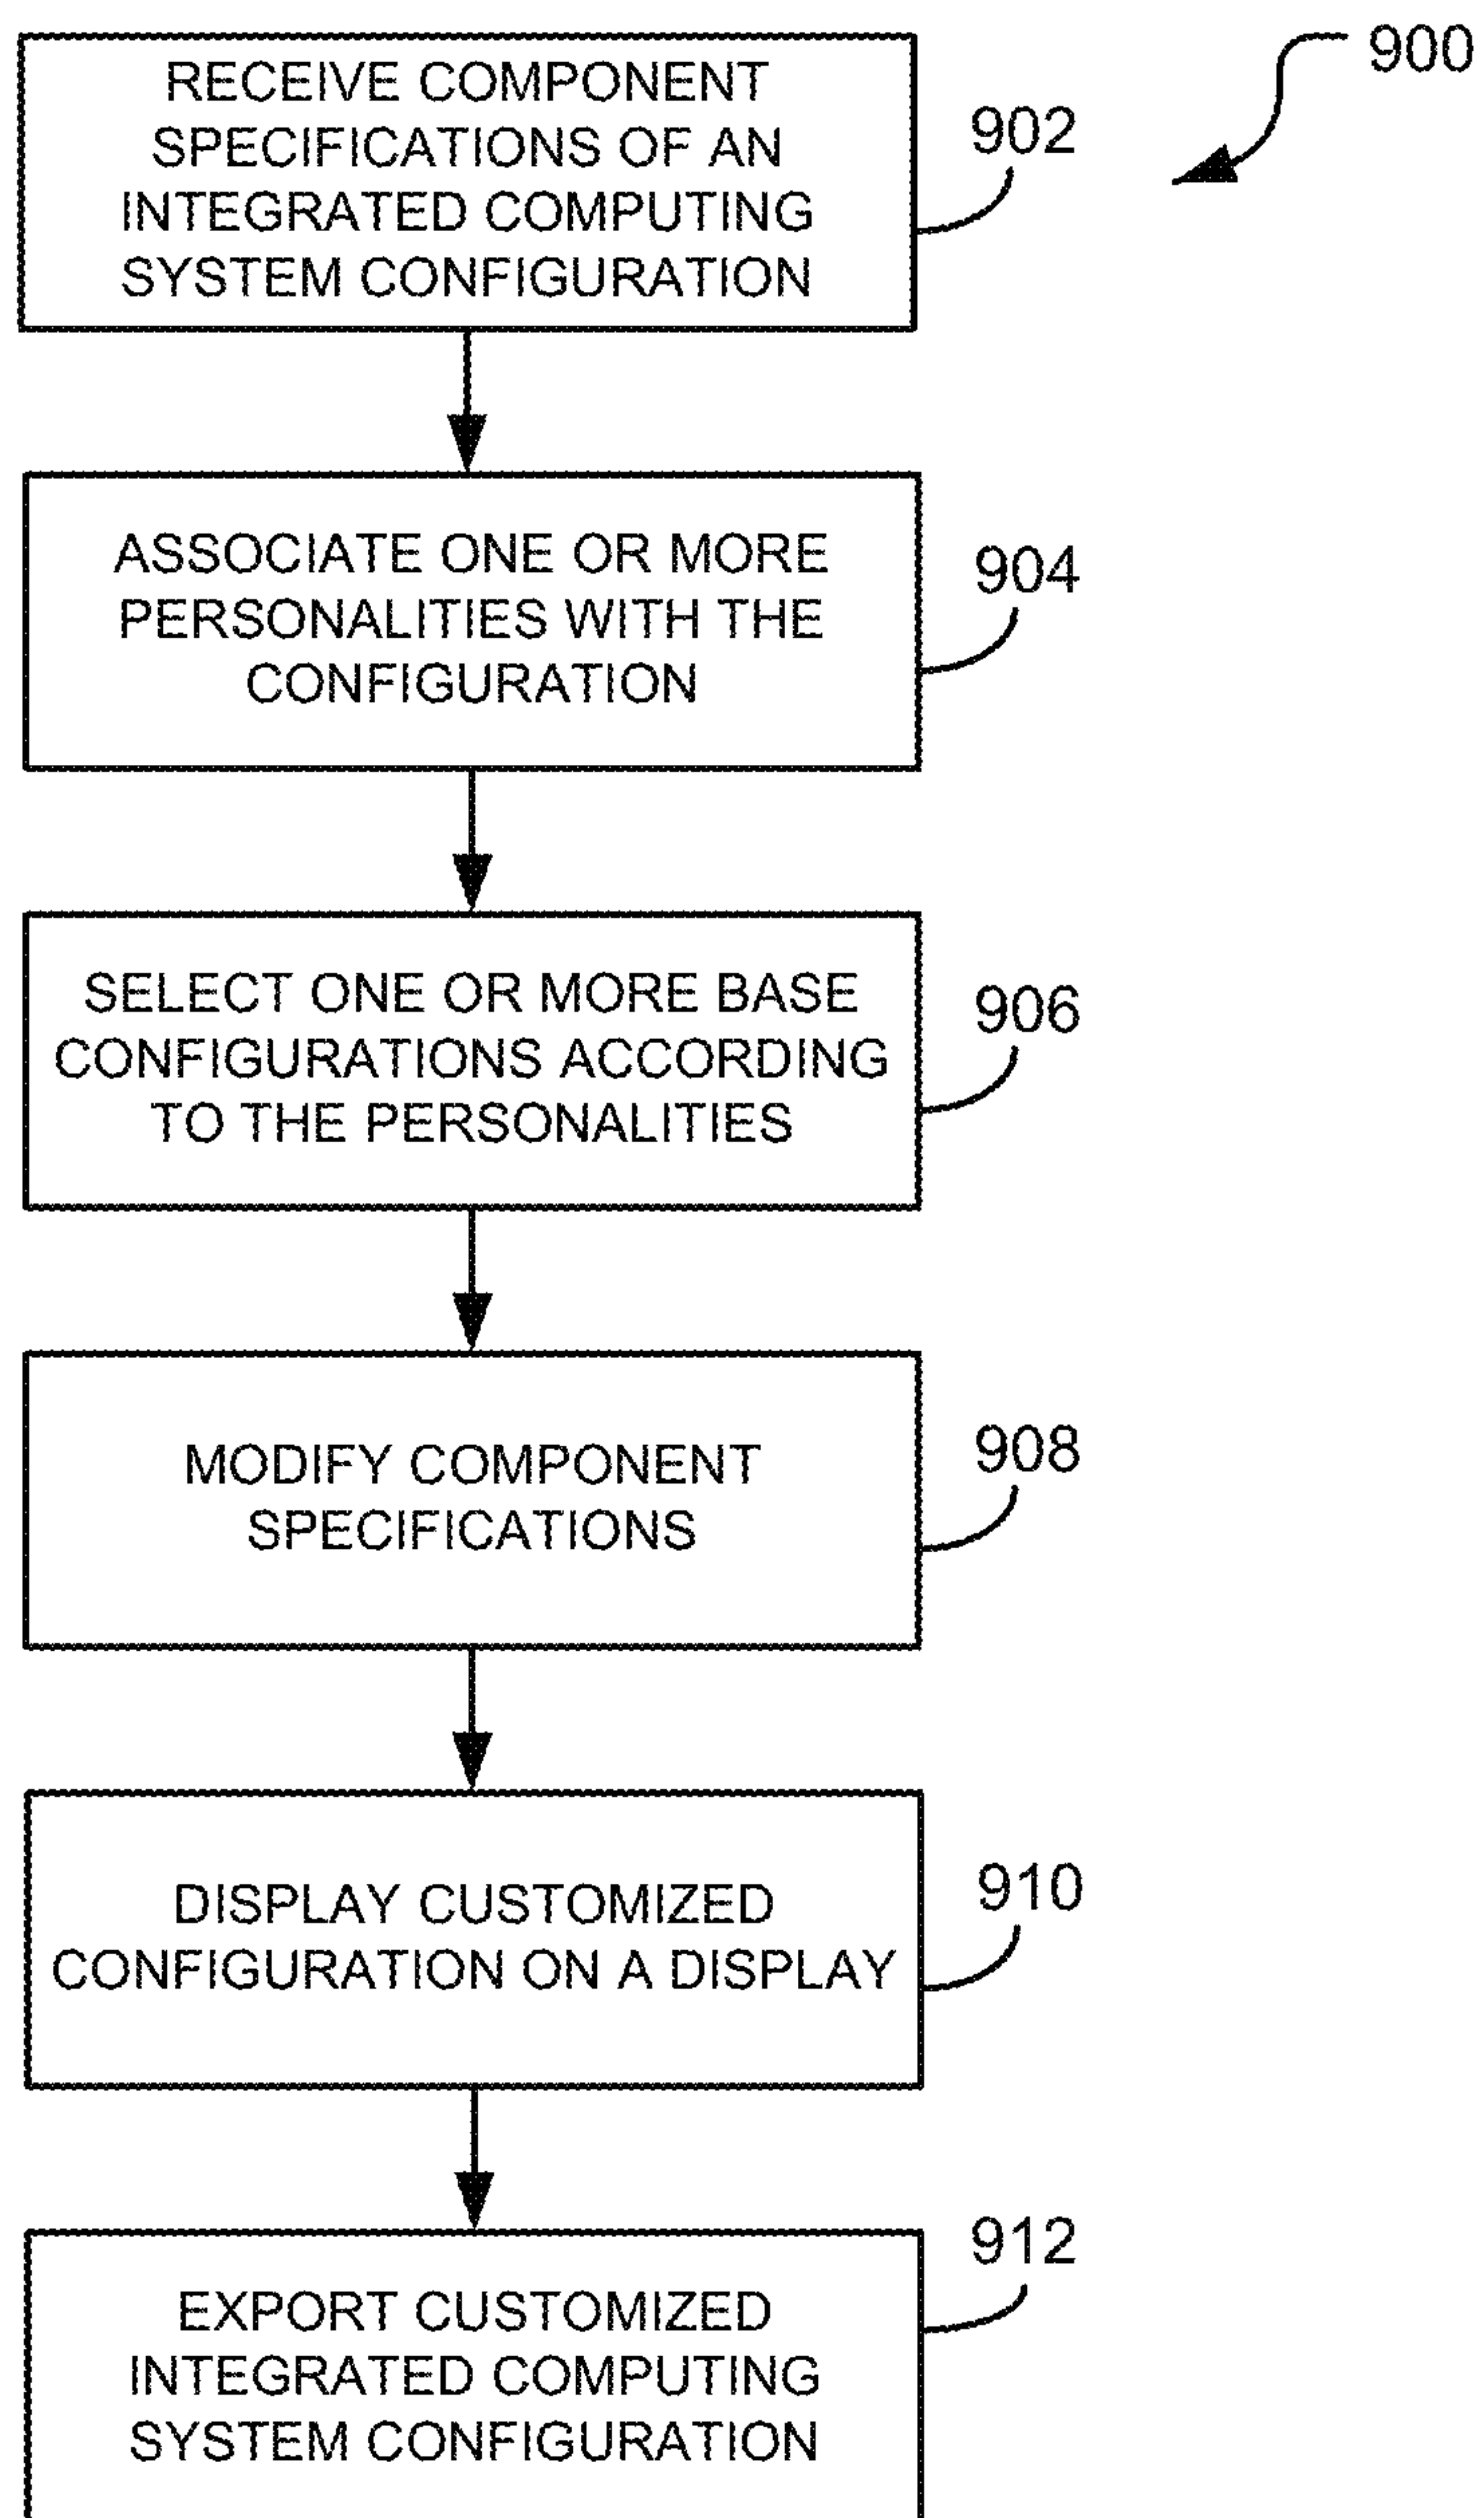 900
RECEIVE COMPONENT
SPECIFICATIONS OF AN
INTEGRATED COMPUTING
SYSTEM CONFIGURATION
902
ASSOCIATE ONE OR MORE
PERSONALITIES WITH THE
CONFIGURATION
904
SELECT ONE OR MORE BASE
CONFIGURATIONS ACCORDING
TO THE PERSONALITIES
906
MODIFY COMPONENT
SPECIFICATIONS
908
DISPLAY CUSTOMIZED
CONFIGURATION ON A DISPLAY
910
EXPORT CUSTOMIZED
INTEGRATED COMPUTING
SYSTEM CONFIGURATION
912